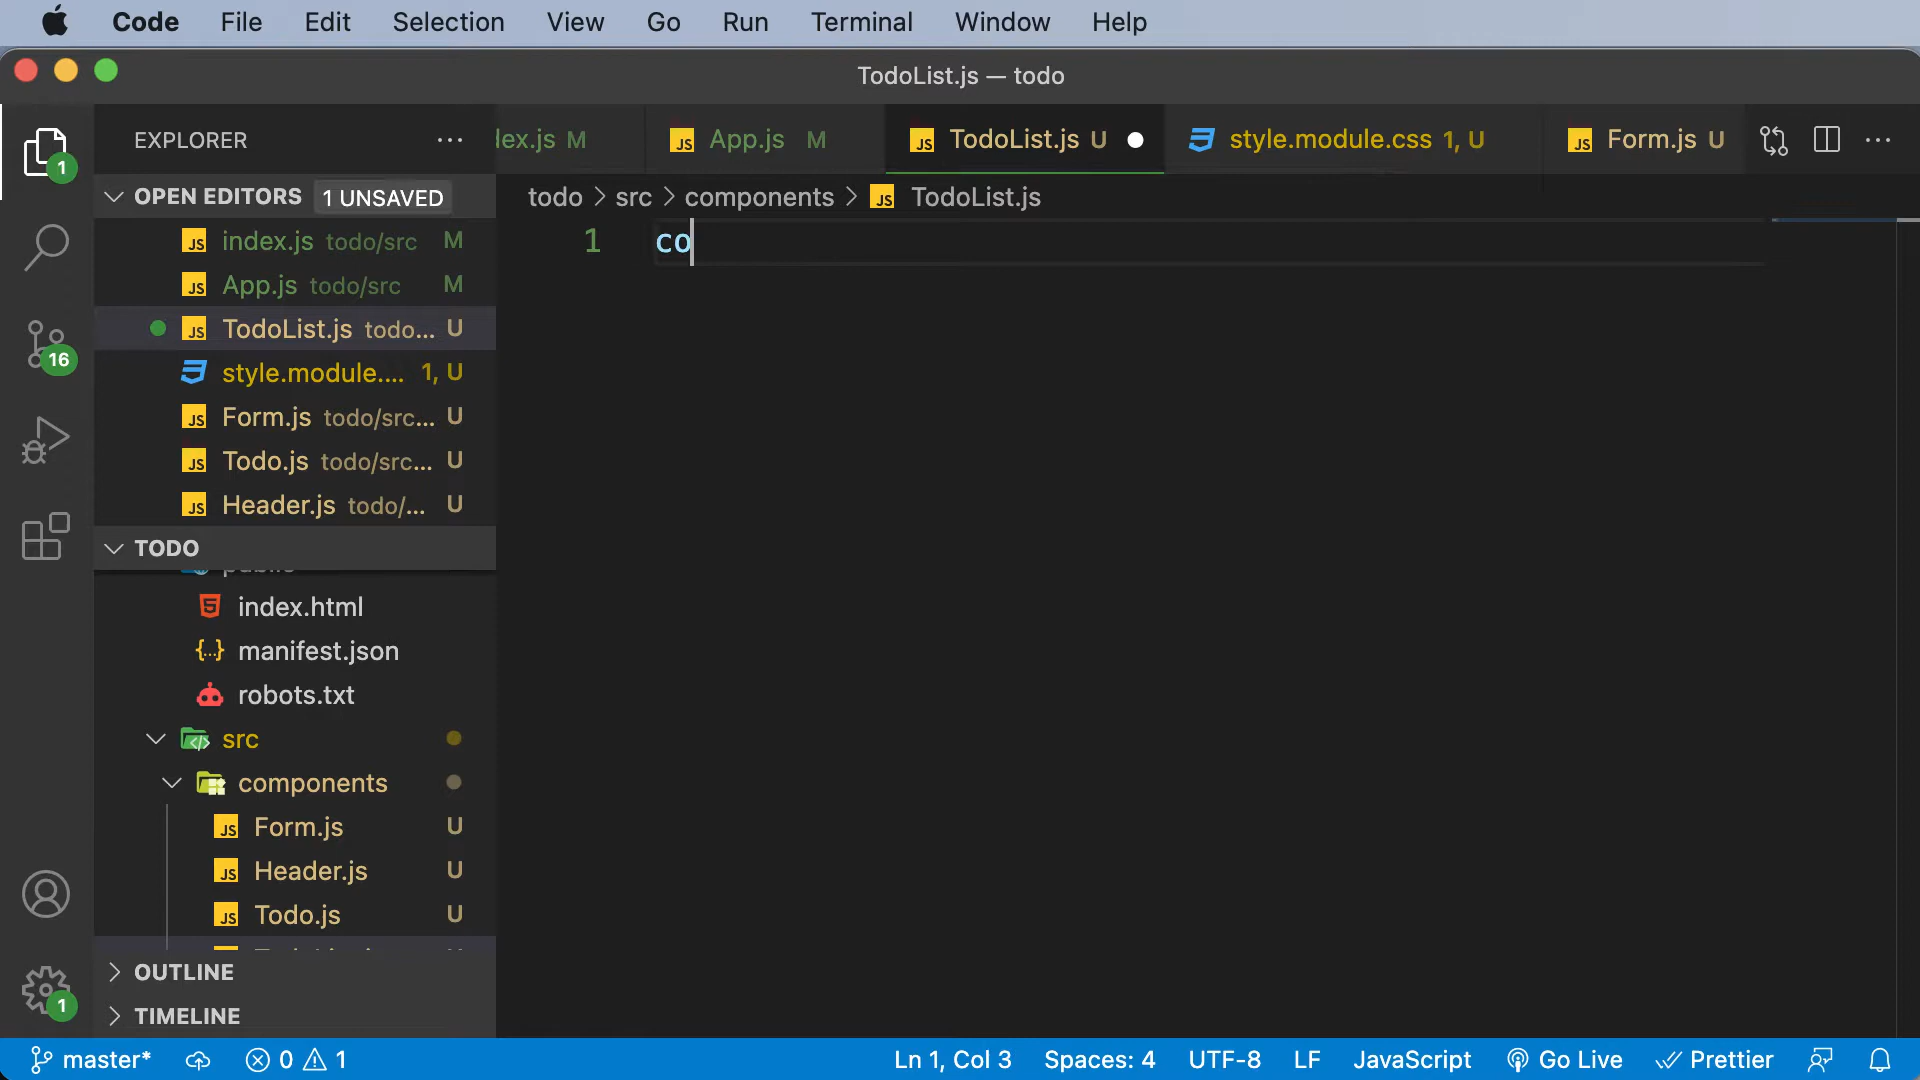 Code File Edit Selection View Go Run Terminal Window Help
TodoList.js — todo
EXPLORER
dex.js M
App.js M
TodoList.js U
style.module.css 1, U
Form.js U
OPEN EDITORS 1 UNSAVED
todo > src > components > TodoList.js
index.js todo/src M
1 co
App.js todo/src M
TodoList.js todo... U
style.module.... 1, U
Form.js todo/src... U
Todo.js todo/src... U
Header.js todo/... U
TODO
index.html
manifest.json
robots.txt
src
components
Form.js U
Header.js U
Todo.js U
OUTLINE
TIMELINE
1
16
1
master* 0 1 Ln 1, Col 3 Spaces: 4 UTF-8 LF JavaScript Go Live Prettier